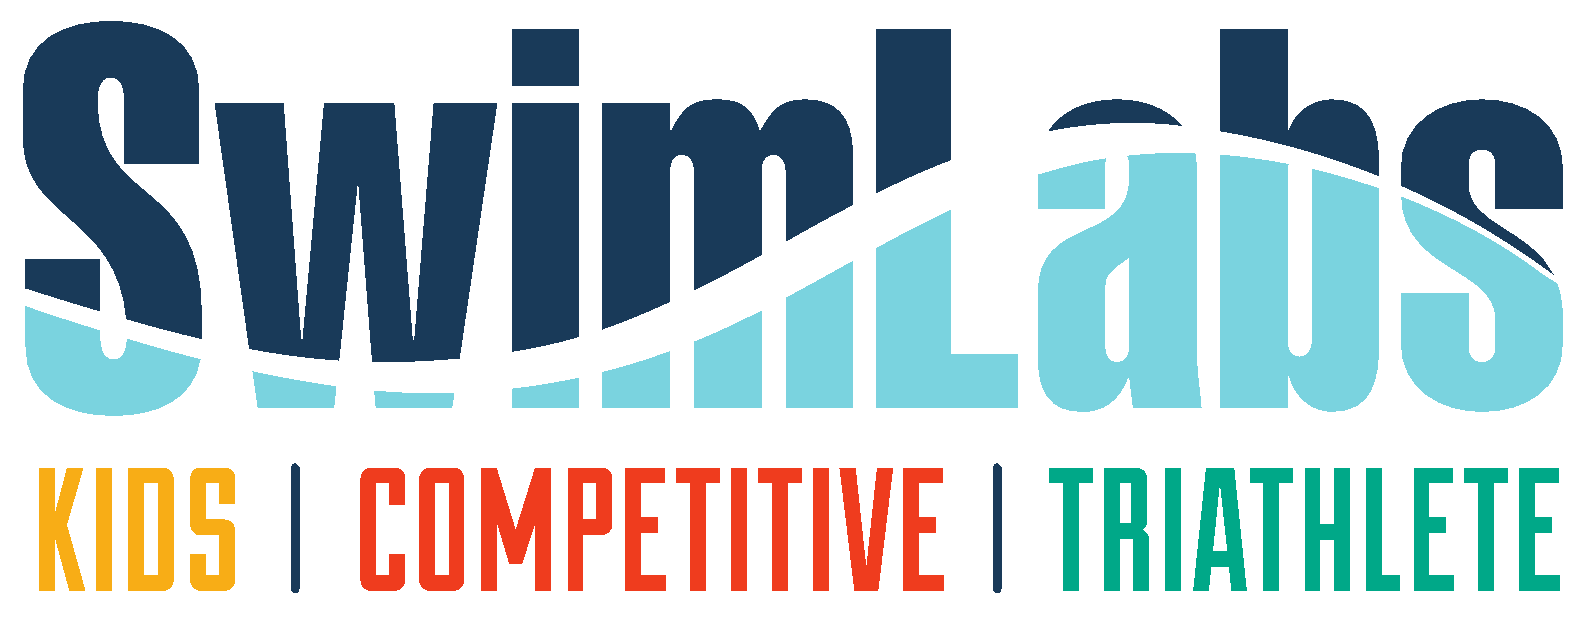 SwimLabs
KIDS | COMPETITIVE | TRIATHLETE